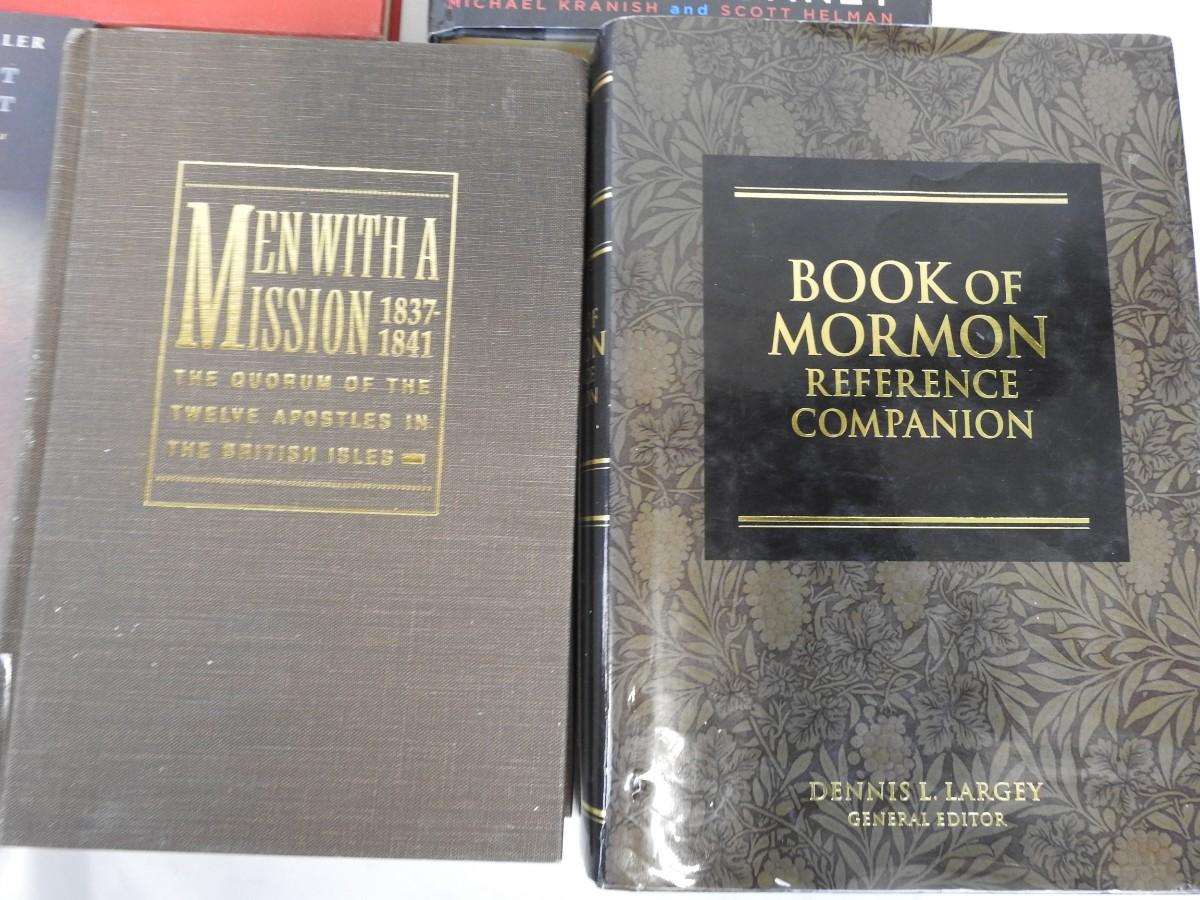 MICHAEL KRANISH and SCOTT HELMAN
LER
MEN WITH A
MISSION 1837-
1841
THE QUORUM OF THE
TWELVE APOSTLES IN
THE BRITISH ISLES
BOOK OF
MORMON
REFERENCE
COMPANION
DENNIS L. LARGEY
GENERAL EDITOR